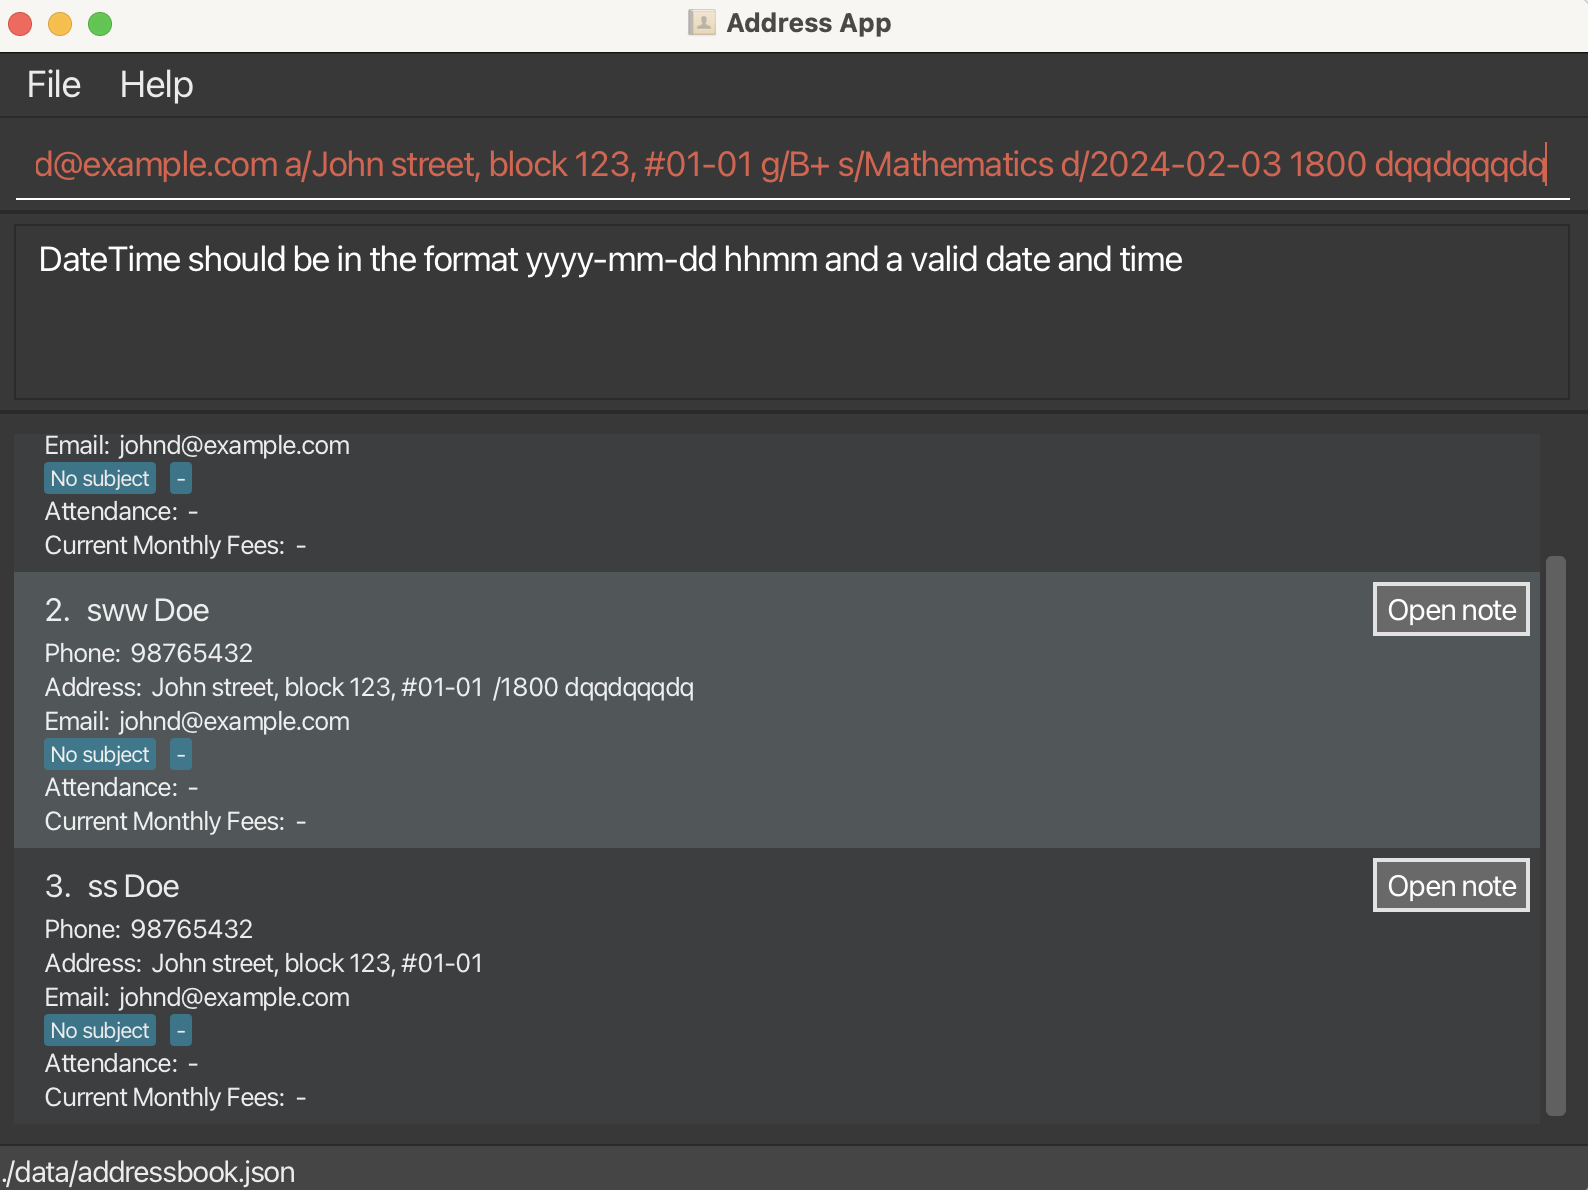 Address App
File Help
d@example.com a/John street, block 123, #01-01 g/B+ s/Mathematics d/2024-02-03 1800 dqqdqqqdq
DateTime should be in the format yyyy-mm-dd hhmm and a valid date and time
Email: johnd@example.com
No subject -
Attendance: -
Current Monthly Fees: -
2. sww Doe
Open note
Phone: 98765432
Address: John street, block 123, #01-01 /1800 dqqdqqqdq
Email: johnd@example.com
No subject -
Attendance: -
Current Monthly Fees: -
3. ss Doe
Open note
Phone: 98765432
Address: John street, block 123, #01-01
Email: johnd@example.com
No subject -
Attendance: -
Current Monthly Fees: -
./data/addressbook.json